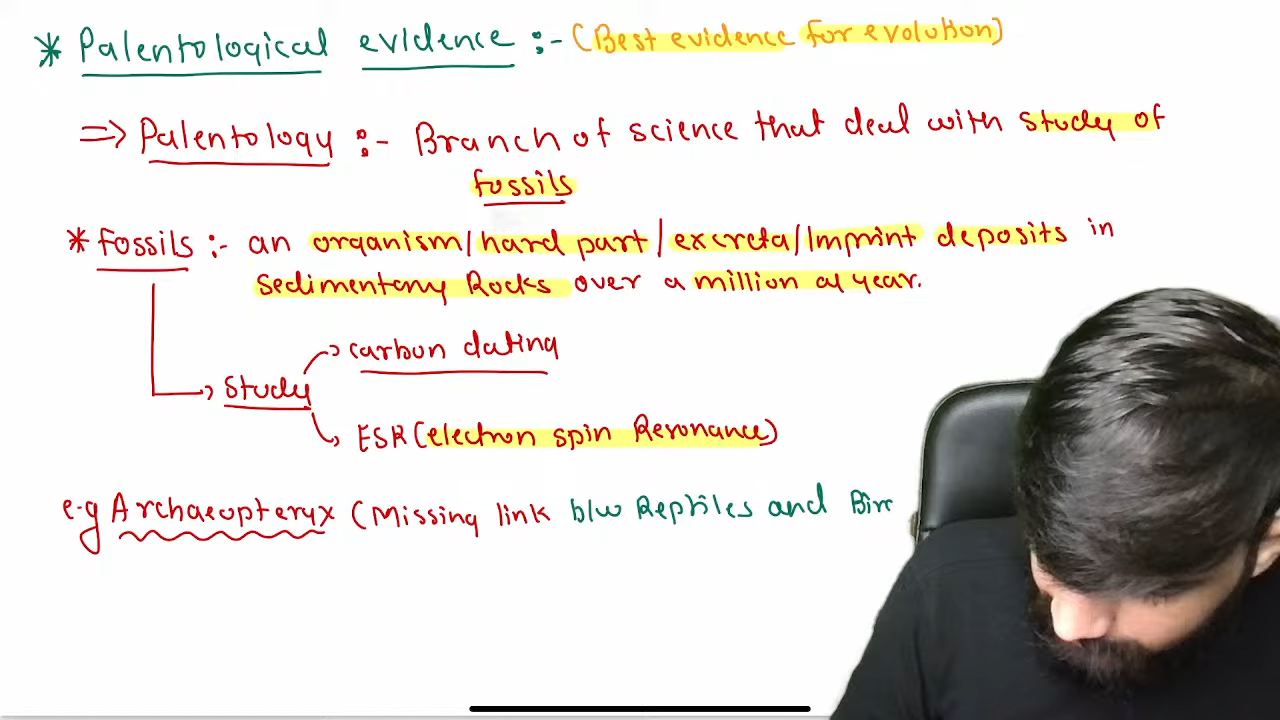 * Palentological evidence :- (Best evidence for evolution)
⇒ Palentology :- Branch of science that deal with study of
fossils
* Fossils :- an organism/hard part/excreta/Imprint deposits in
sedimentary Rocks over a million of year.
carbon dating
study
ESR (electron spin Resonance)
e.g Archaeopteryx (Missing link b/w Reptiles and Bir